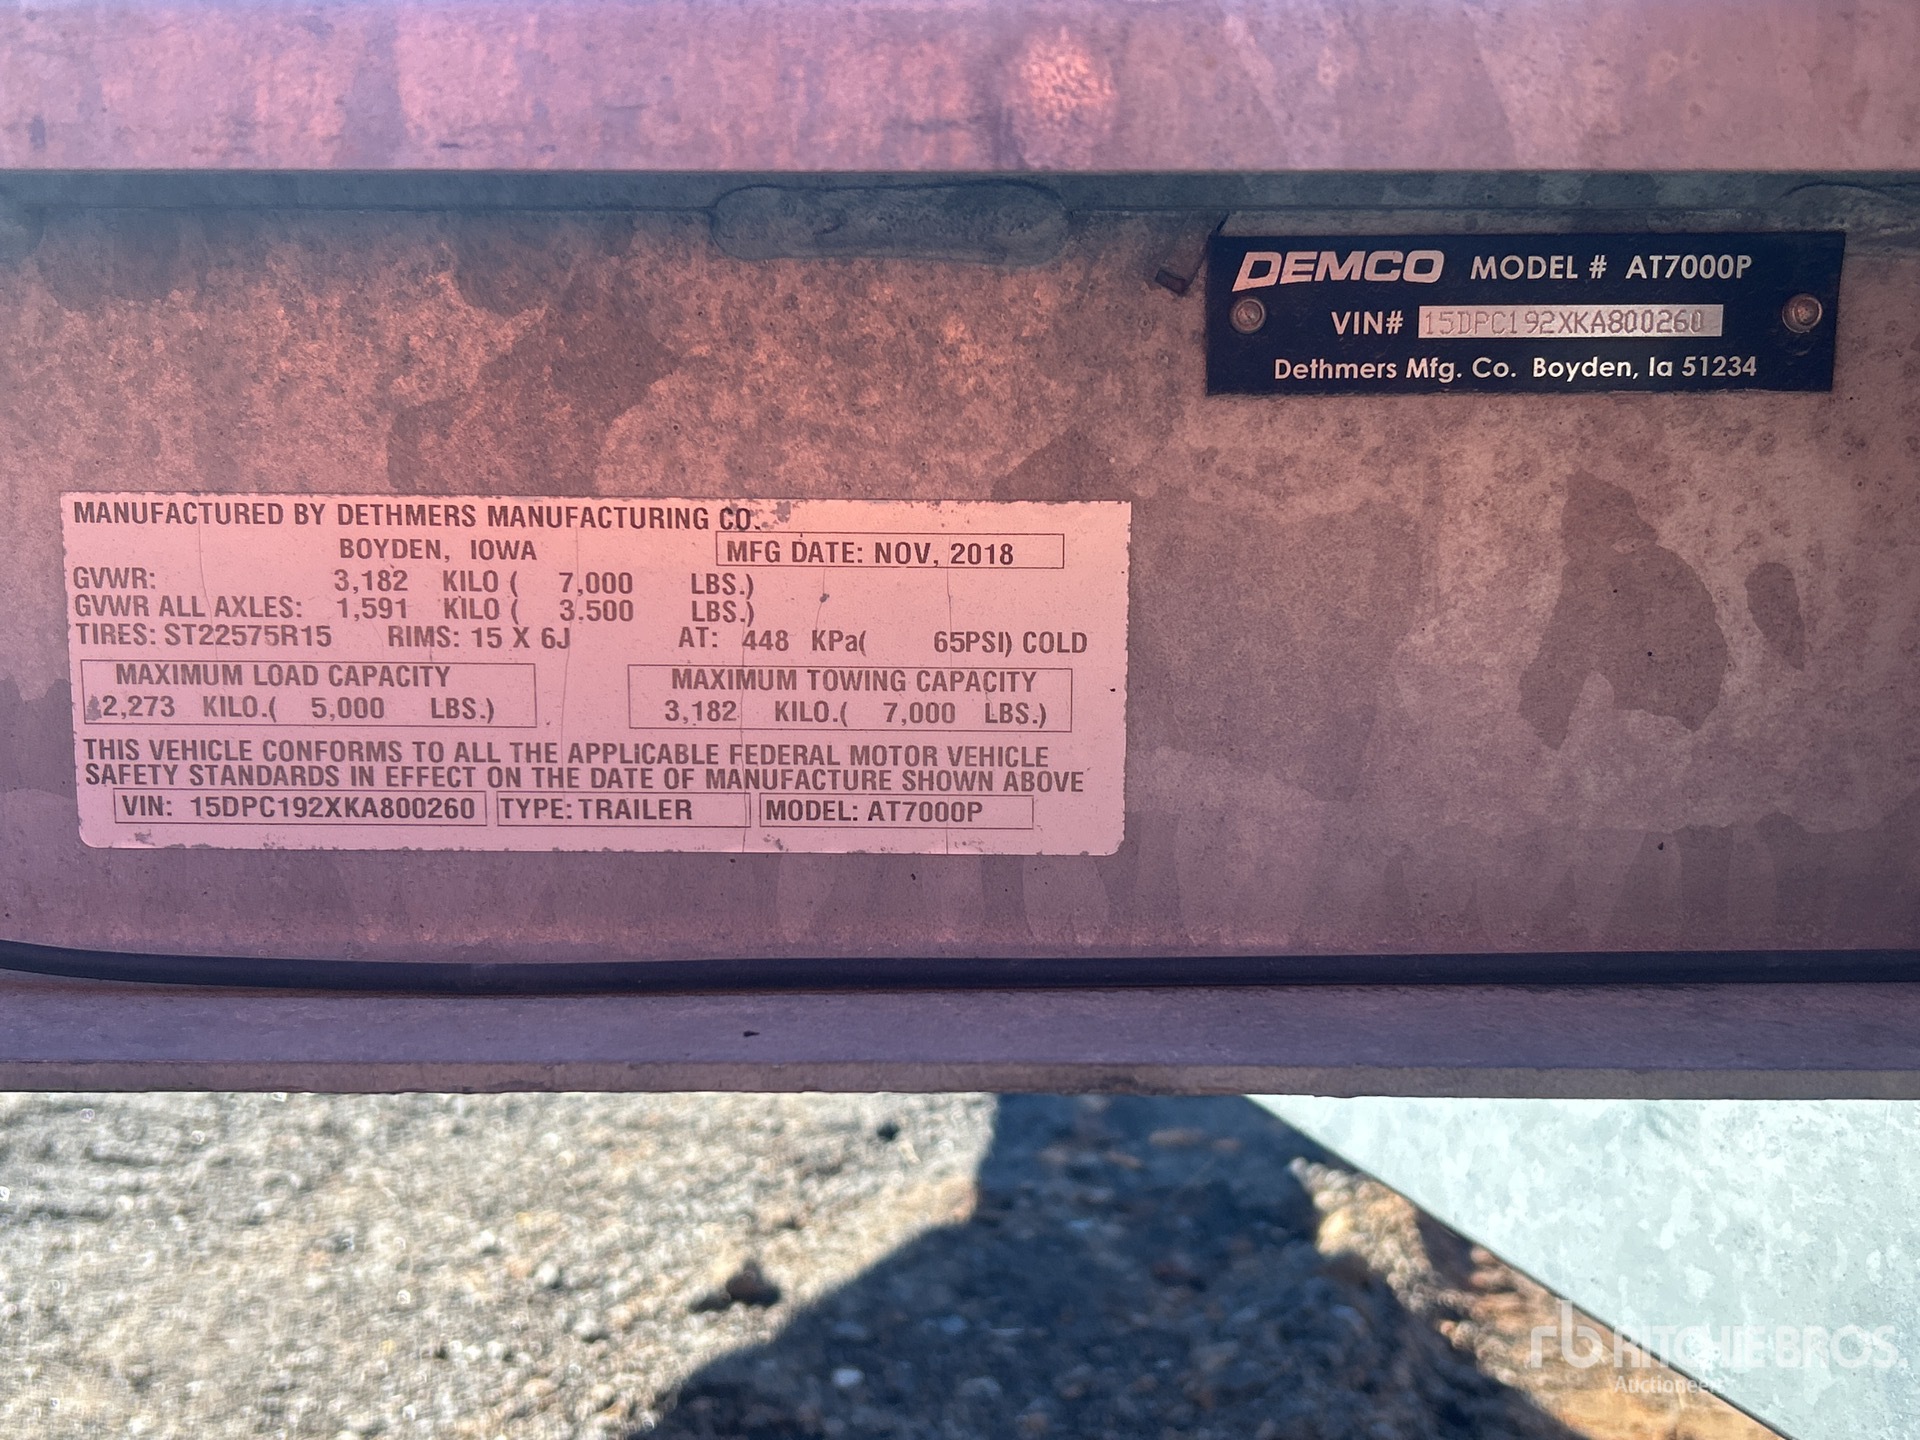 DEMCO MODEL # AT7000P
VIN# 15DPC192XKA800260
Dethmers Mfg. Co. Boyden, Ia 51234
MANUFACTURED BY DETHMERS MANUFACTURING CO.
BOYDEN, IOWA MFG DATE: NOV, 2018
GVWR: 3,182 KILO ( 7,000 LBS.)
GVWR ALL AXLES: 1,591 KILO ( 3.500 LBS.)
TIRES: ST22575R15 RIMS: 15 X 6J AT: 448 KPa( 65PSI) COLD
MAXIMUM LOAD CAPACITY
2,273 KILO.( 5,000 LBS.)
MAXIMUM TOWING CAPACITY
3,182 KILO.( 7,000 LBS.)
THIS VEHICLE CONFORMS TO ALL THE APPLICABLE FEDERAL MOTOR VEHICLE
SAFETY STANDARDS IN EFFECT ON THE DATE OF MANUFACTURE SHOWN ABOVE
VIN: 15DPC192XKA800260 TYPE: TRAILER MODEL: AT7000P
rb RITCHIE BROS.
Auctioneers